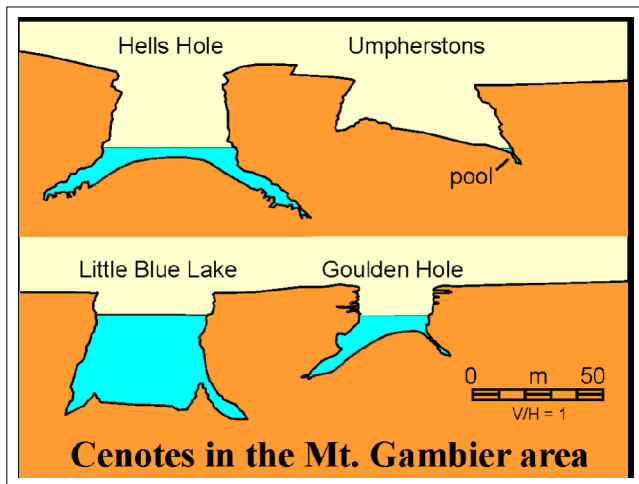 Hells Hole
Umpherstons
pool
Little Blue Lake
Goulden Hole
0 m 50
V/H = 1
Cenotes in the Mt. Gambier area